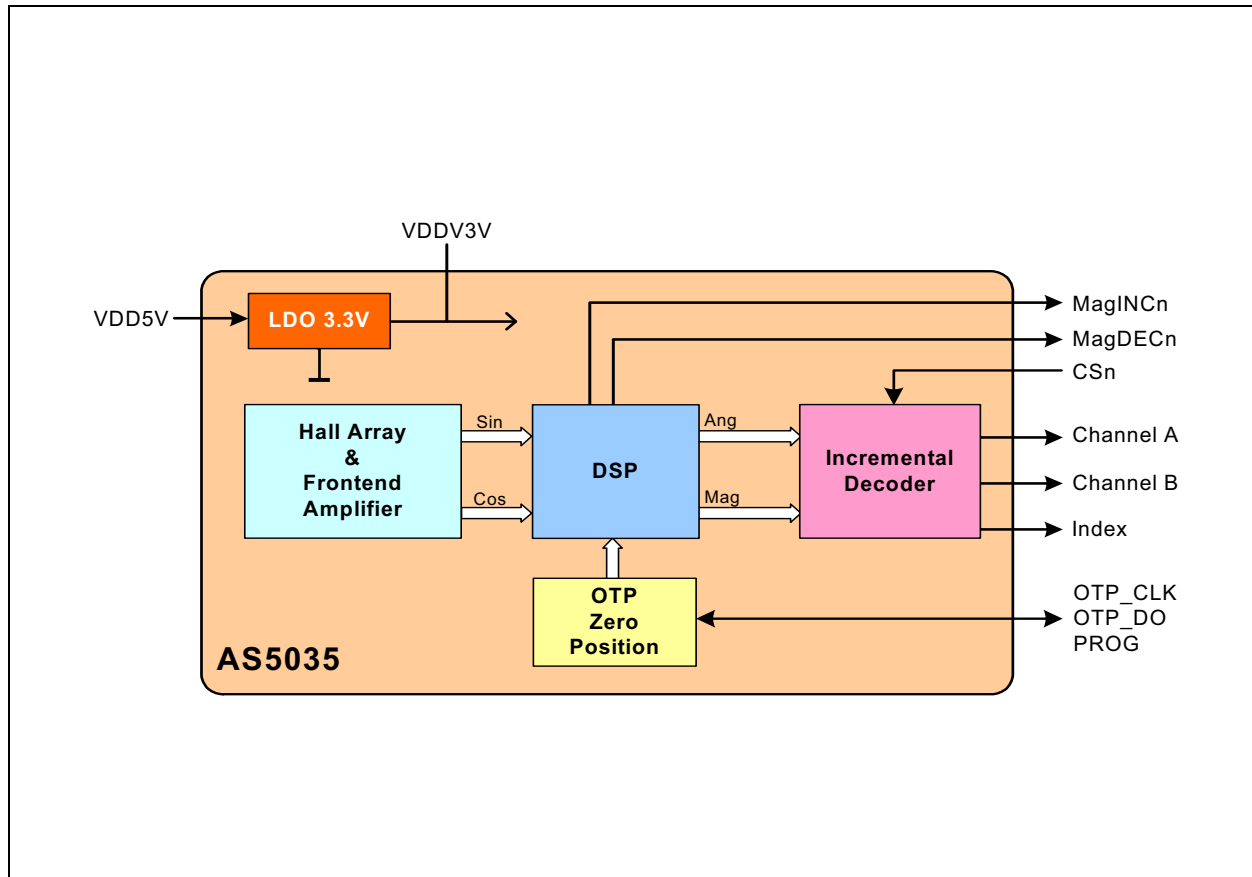 VDDV3V
VDD5V
LDO 3.3V
MagINCn
MagDECn
CSn
Hall Array
&
Frontend
Amplifier
Sin
Cos
DSP
Ang
Mag
Incremental
Decoder
Channel A
Channel B
Index
OTP
Zero
Position
OTP_CLK
OTP_DO
PROG
AS5035